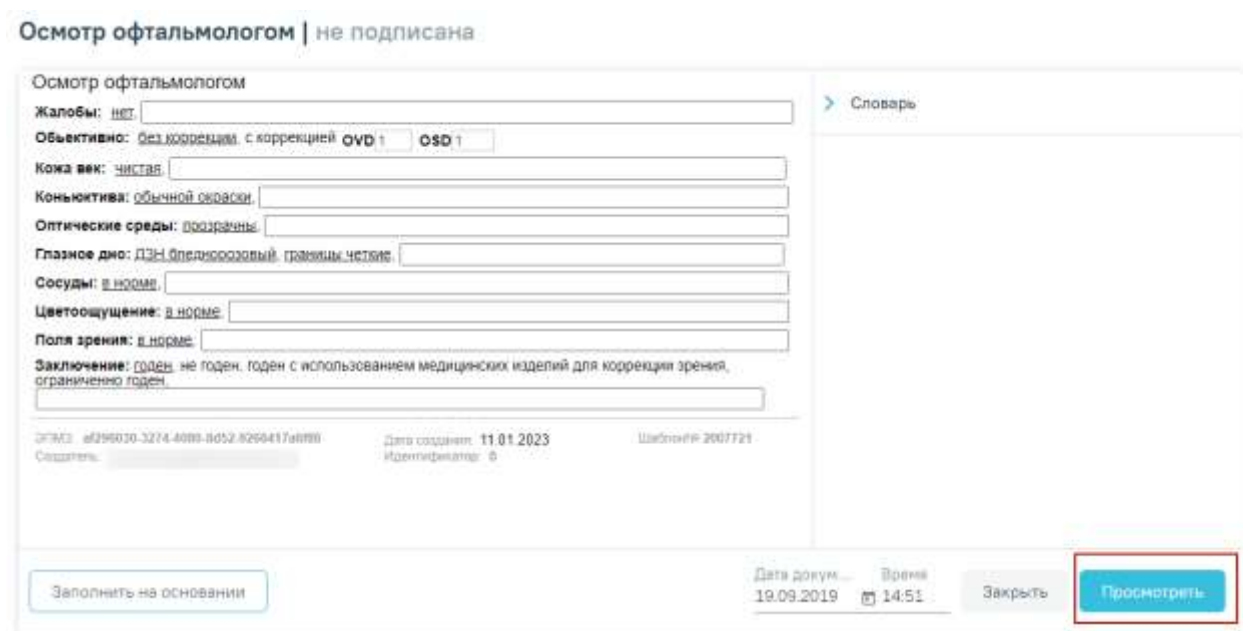 Осмотр офтальмологом | не подписана
Осмотр офтальмологом
Жалобы: нет,
Словарь
Объективно: без коррекции, с коррекцией OVD 1 OSD 1
Кожа век: чистая,
Коньюктива: обычной окраски,
Оптические среды: прозрачны,
Глазное дно: ДЗН бледнорозовый, границы четкие,
Сосуды: в норме,
Цветоощущение: в норме,
Поля зрения: в норме,
Заключение: годен, не годен, годен с использованием медицинских изделий для коррекции зрения,
ограниченно годен,
Дата создания: 11.01.2023 Шаблон№ 2007721
Создатель: Идентификатор: 0
Дата докум... Время
Заполнить на основании 19.09.2019 14:51 Закрыть Просмотреть